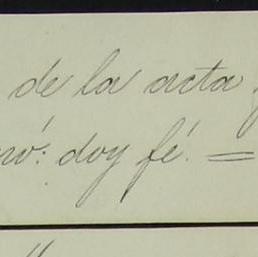 de la acta
doy fé. =